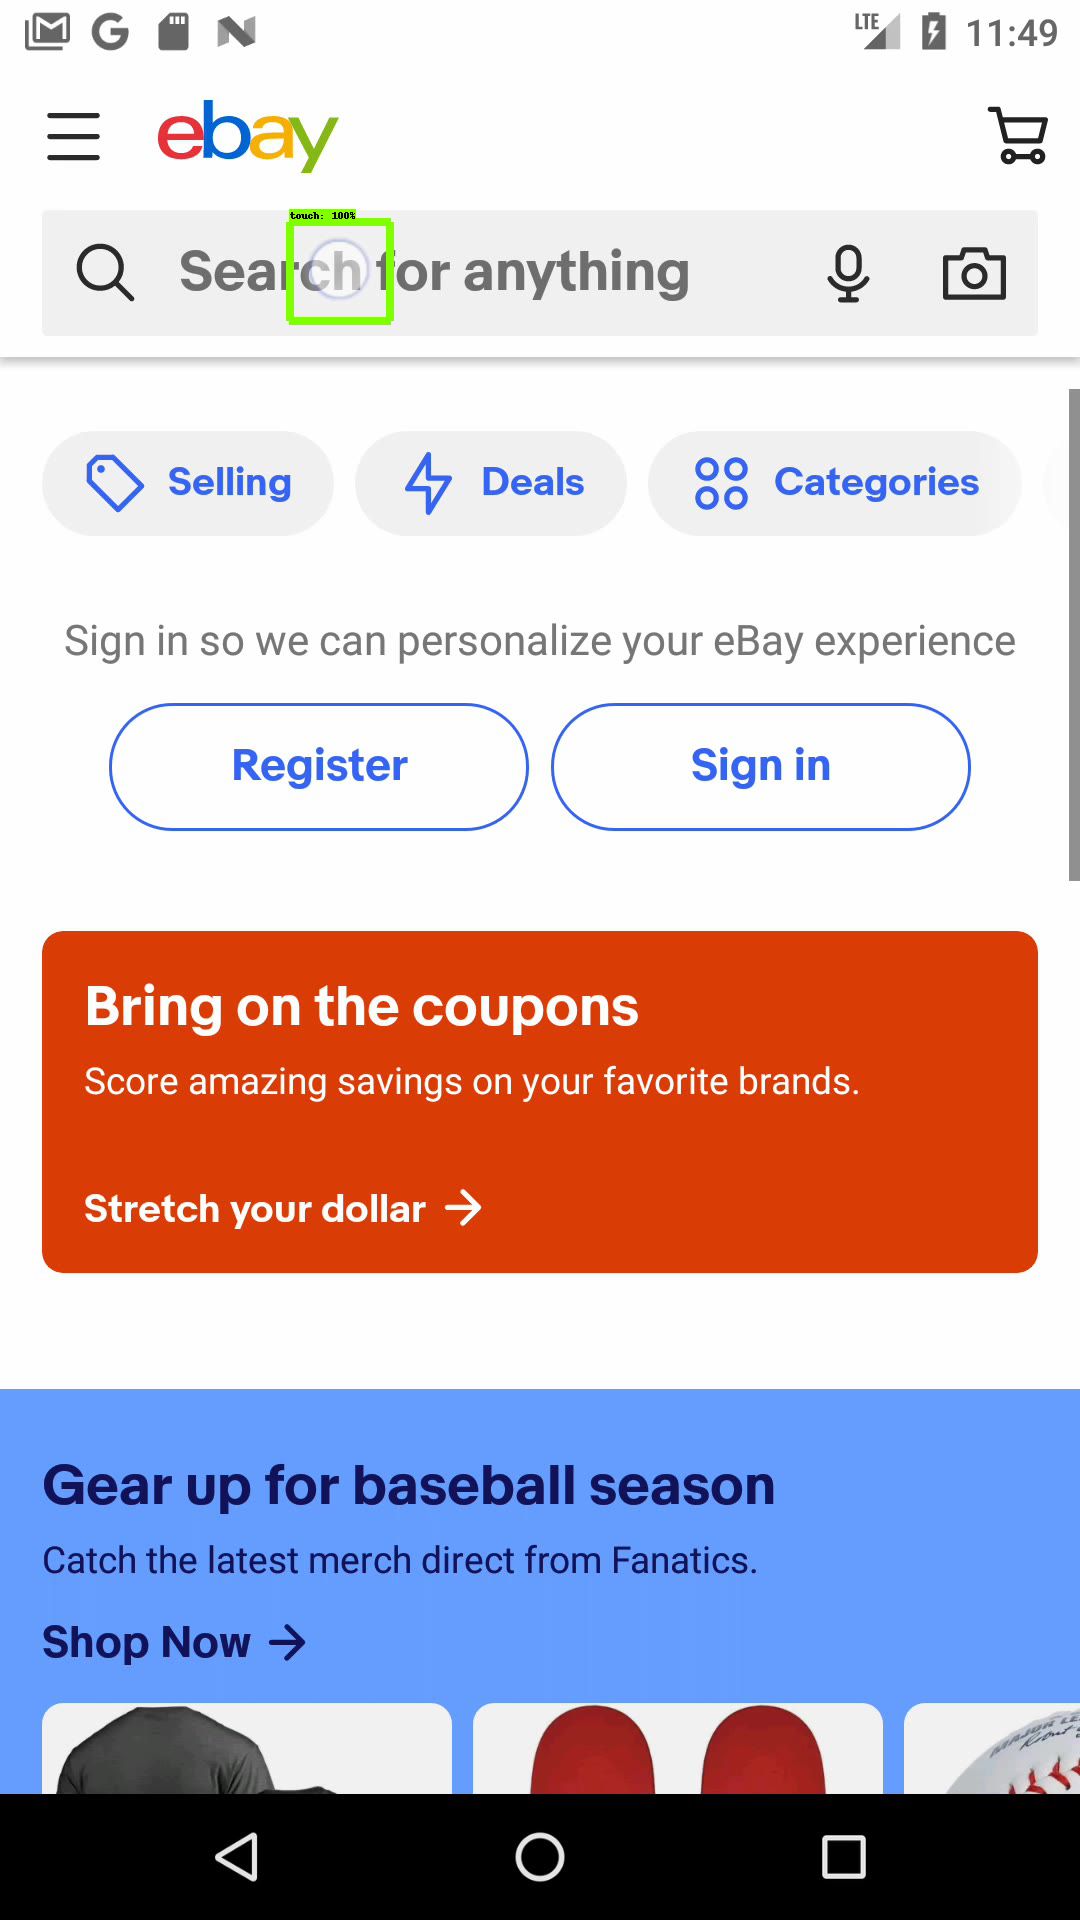 LTE 11:49
ebay
touch: 100%
Search for anything
Selling Deals Categories
Sign in so we can personalize your eBay experience
Register Sign in
Bring on the coupons
Score amazing savings on your favorite brands.
Stretch your dollar →
Gear up for baseball season
Catch the latest merch direct from Fanatics.
Shop Now →
MAJOR LE